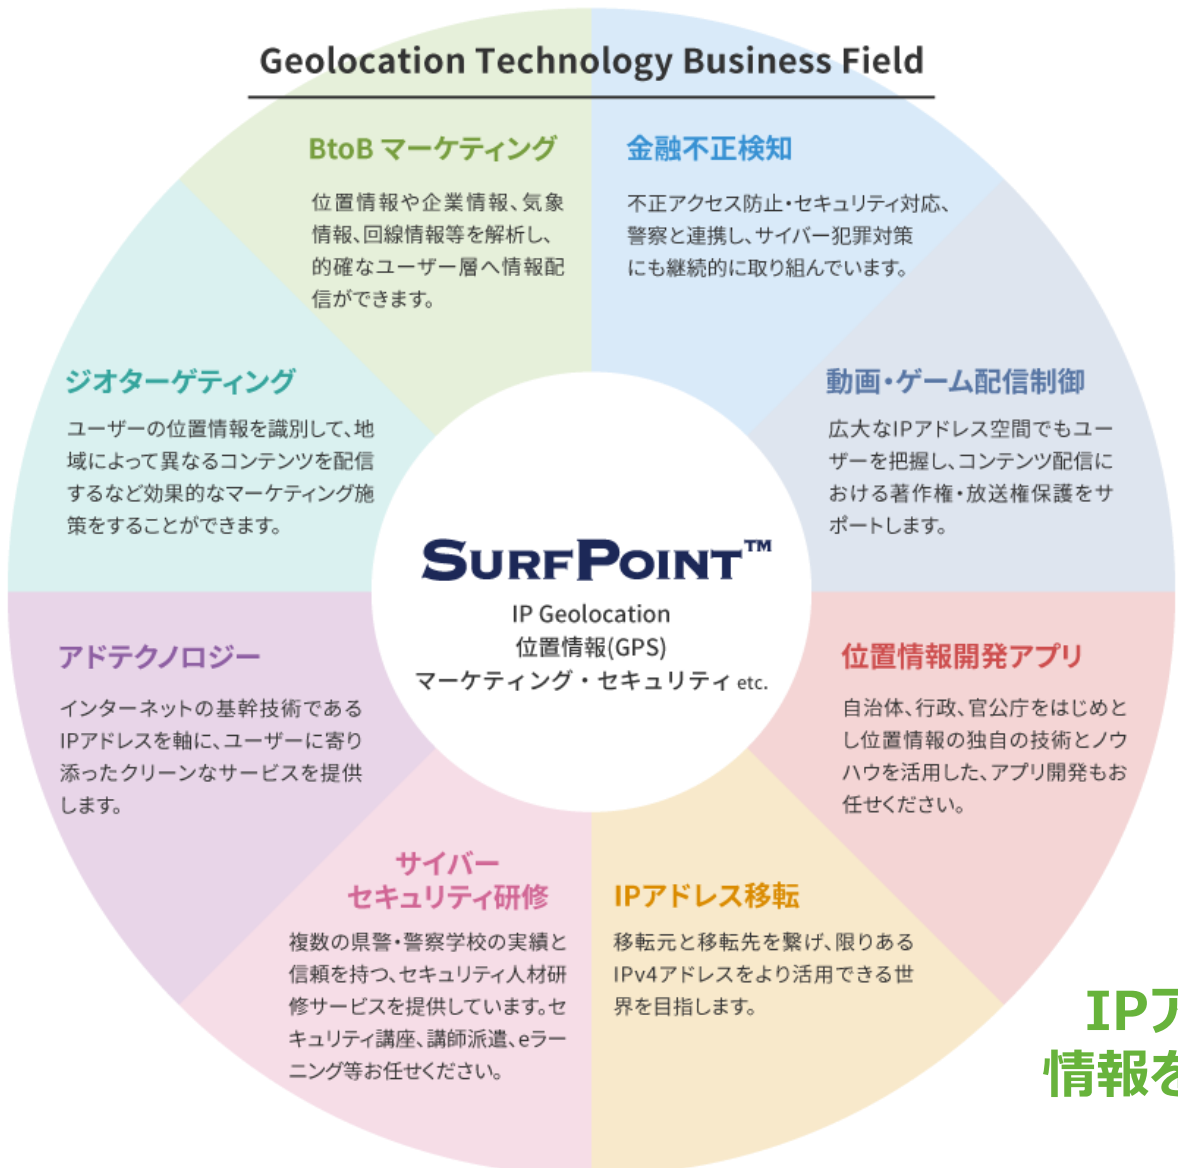 Geolocation Technology Business Field
BtoB マーケティング
位置情報や企業情報、気象
情報、回線情報等を解析し、
的確なユーザー層へ情報配
信ができます。
金融不正検知
不正アクセス防止・セキュリティ対応、
警察と連携し、サイバー犯罪対策
にも継続的に取り組んでいます。
ジオターゲティング
ユーザーの位置情報を識別して、地
域によって異なるコンテンツを配信
するなど効果的なマーケティング施
策をすることができます。
動画・ゲーム配信制御
広大なIPアドレス空間でもユー
ザーを把握し、コンテンツ配信に
おける著作権・放送権保護をサ
ポートします。
SURFPOINT™
IP Geolocation
位置情報(GPS)
マーケティング・セキュリティ etc.
アドテクノロジー
インターネットの基幹技術である
IPアドレスを軸に、ユーザーに寄り
添ったクリーンなサービスを提供
します。
位置情報開発アプリ
自治体、行政、官公庁をはじめと
し位置情報の独自の技術とノウ
ハウを活用した、アプリ開発もお
任せください。
サイバー
セキュリティ研修
複数の県警・警察学校の実績と
信頼を持つ、セキュリティ人材研
修サービスを提供しています。セ
キュリティ講座、講師派遣、eラー
ニング等お任せください。
IPアドレス移転
移転元と移転先を繋げ、限りある
IPv4アドレスをより活用できる世
界を目指します。
IPア
情報を